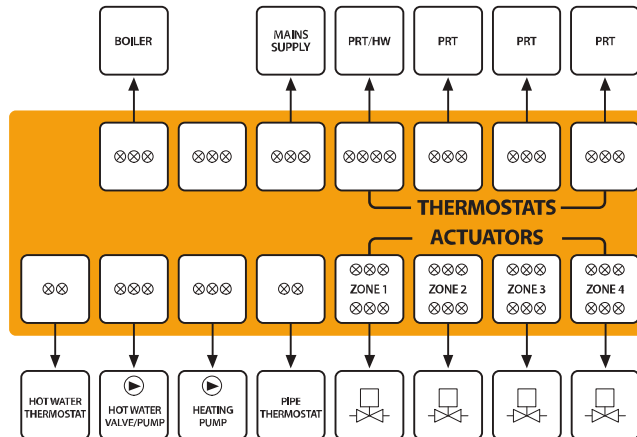 BOILER
MAINS
SUPPLY
PRT/HW
PRT
PRT
PRT
THERMOSTATS
ACTUATORS
ZONE 1
ZONE 2
ZONE 3
ZONE 4
HOT WATER
THERMOSTAT
HOT WATER
VALVE/PUMP
HEATING
PUMP
PIPE
THERMOSTAT